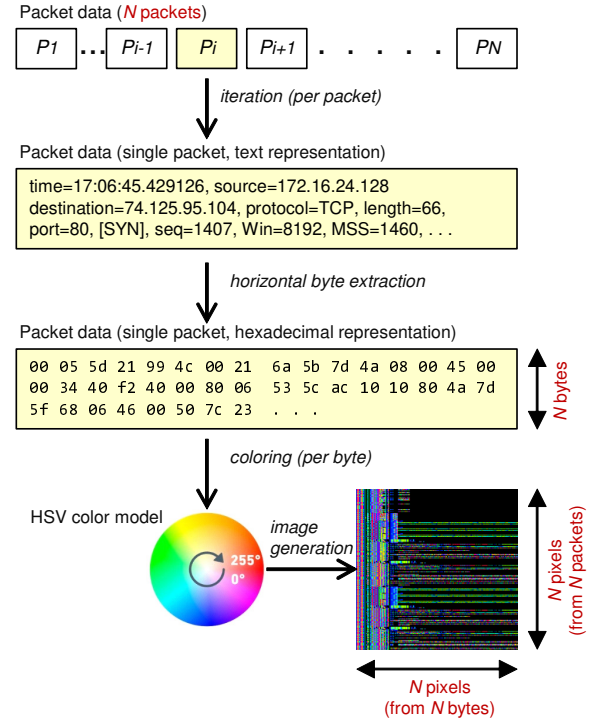 Packet data (N packets)
P1 ... Pi-1 Pi Pi+1 . . . . . PN
iteration (per packet)
Packet data (single packet, text representation)
time=17:06:45.429126, source=172.16.24.128
destination=74.125.95.104, protocol=TCP, length=66,
port=80, [SYN], seq=1407, Win=8192, MSS=1460, . . .
horizontal byte extraction
Packet data (single packet, hexadecimal representation)
00 05 5d 21 99 4c 00 21 6a 5b 7d 4a 08 00 45 00
00 34 40 f2 40 00 80 06 53 5c ac 10 10 80 4a 7d
5f 68 06 46 00 50 7c 23 . . .
N bytes
coloring (per byte)
HSV color model
255°
0°
image
generation
N pixels
(from N packets)
N pixels
(from N bytes)